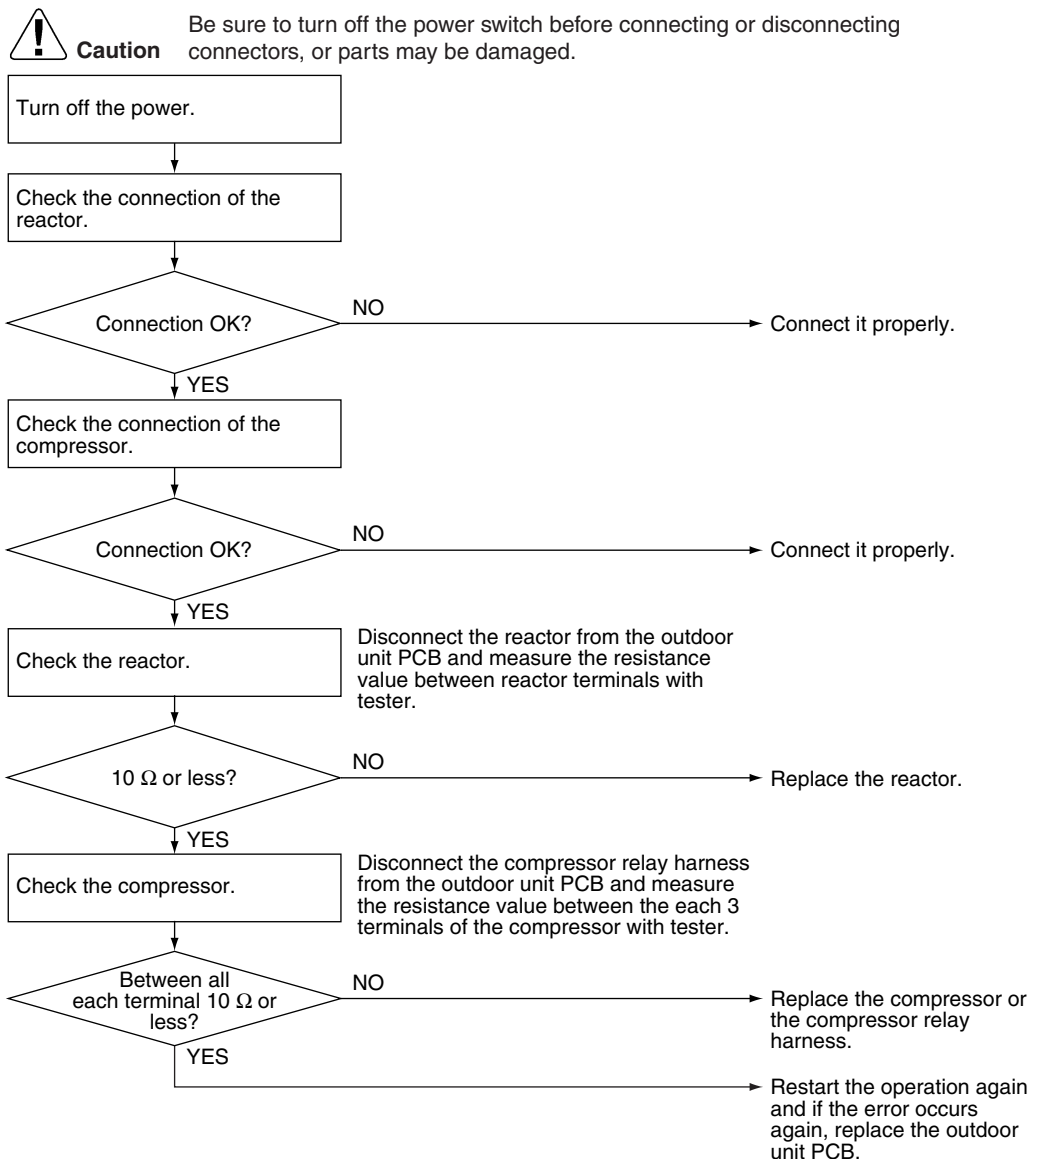 Caution
Be sure to turn off the power switch before connecting or disconnecting
connectors, or parts may be damaged.
Turn off the power.
Check the connection of the
reactor.
Connection OK?
NO
Connect it properly.
YES
Check the connection of the
compressor.
Connection OK?
NO
Connect it properly.
YES
Check the reactor.
Disconnect the reactor from the outdoor
unit PCB and measure the resistance
value between reactor terminals with
tester.
10 Ω or less?
NO
Replace the reactor.
YES
Check the compressor.
Disconnect the compressor relay harness
from the outdoor unit PCB and measure
the resistance value between the each 3
terminals of the compressor with tester.
Between all
each terminal 10 Ω or
less?
NO
Replace the compressor or
the compressor relay
harness.
YES
Restart the operation again
and if the error occurs
again, replace the outdoor
unit PCB.